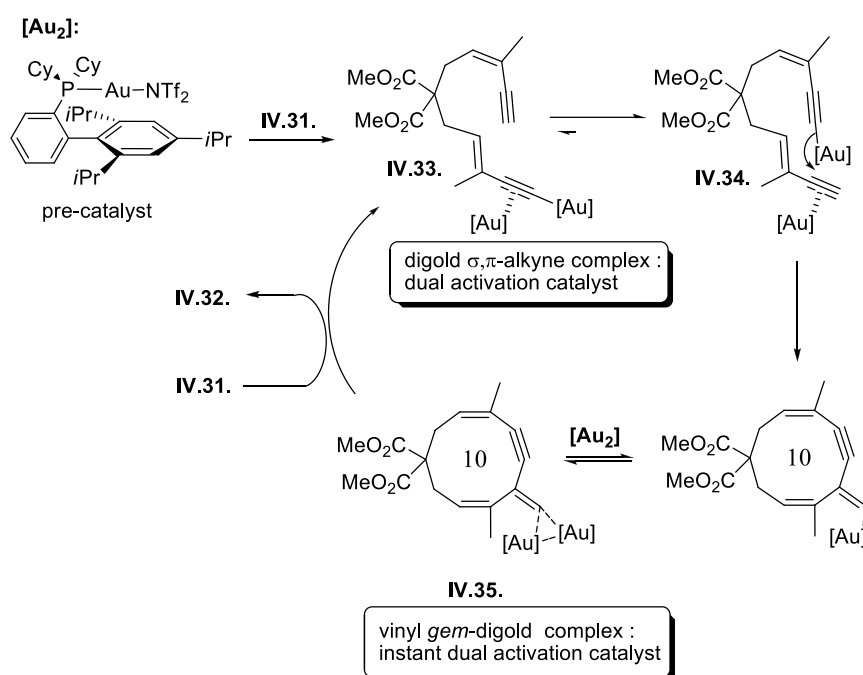 [Au2]:
Cy
Cy
P
Au
NTf2
iPr
iPr
iPr
pre-catalyst
IV.31.
MeO2C
MeO2C
IV.33.
[Au]
[Au]
MeO2C
MeO2C
[Au]
IV.34.
[Au]
digold σ,π-alkyne complex :
dual activation catalyst
IV.32.
IV.31.
MeO2C
MeO2C
10
[Au]
[Au]
[Au2]
MeO2C
MeO2C
10
[Au]
IV.35.
vinyl gem-digold complex :
instant dual activation catalyst